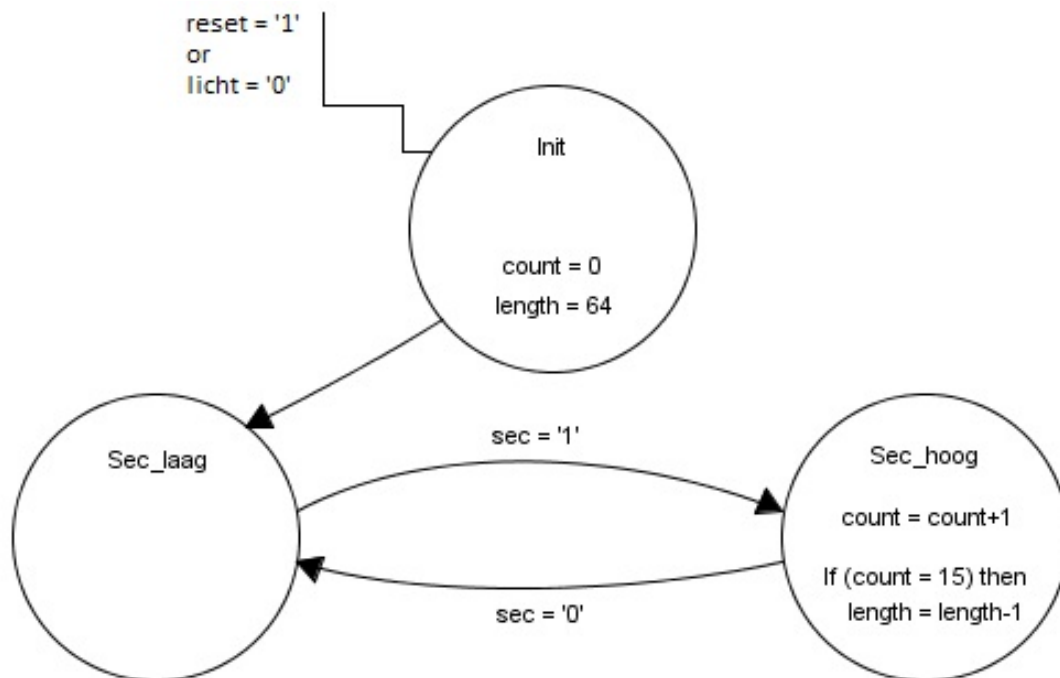 reset = '1'
or
licht = '0'
Init
count = 0
length = 64
Sec_laag
sec = '1'
sec = '0'
Sec_hoog
count = count+1
If (count = 15) then
length = length-1